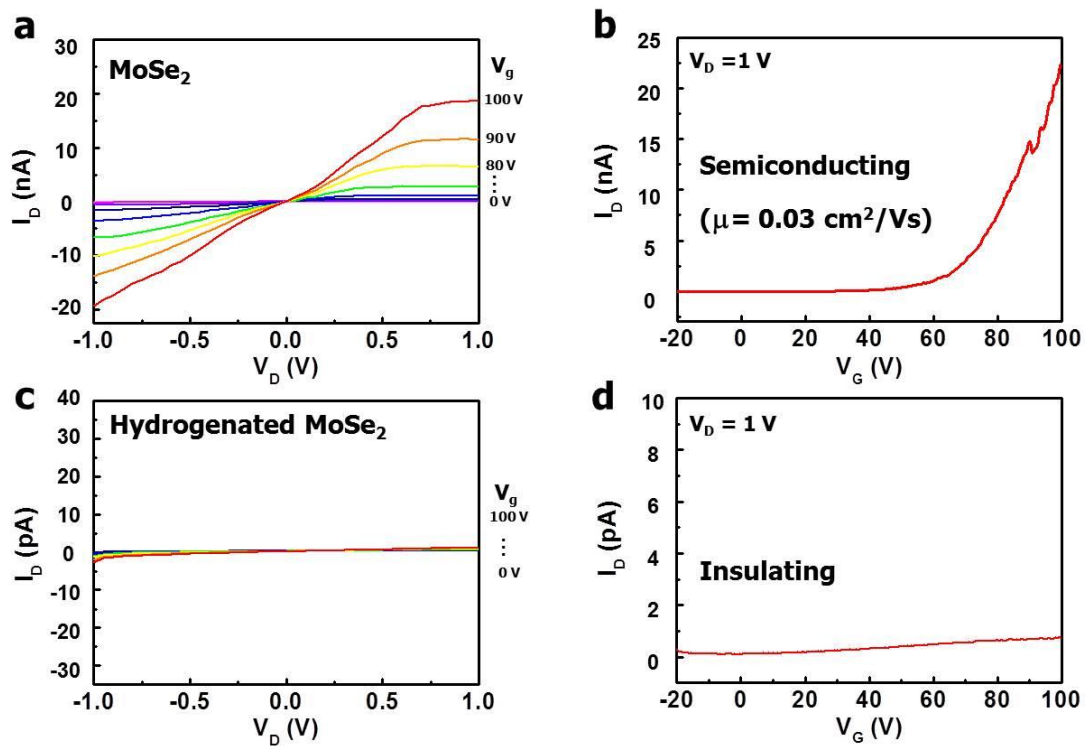 a
MoSe₂
V_g
100 V
90 V
80 V
⋮
0 V
30
20
10
0
-10
-20
I_D (nA)
-1.0 -0.5 0.0 0.5 1.0
V_D (V)
b
V_D = 1 V
Semiconducting
(μ = 0.03 cm²/Vs)
25
20
15
10
5
0
I_D (nA)
-20 0 20 40 60 80 100
V_G (V)
c
Hydrogenated MoSe₂
V_g
100 V
⋮
0 V
40
30
20
10
0
-10
-20
-30
I_D (pA)
-1.0 -0.5 0.0 0.5 1.0
V_D (V)
d
V_D = 1 V
Insulating
10
8
6
4
2
0
I_D (pA)
-20 0 20 40 60 80 100
V_G (V)